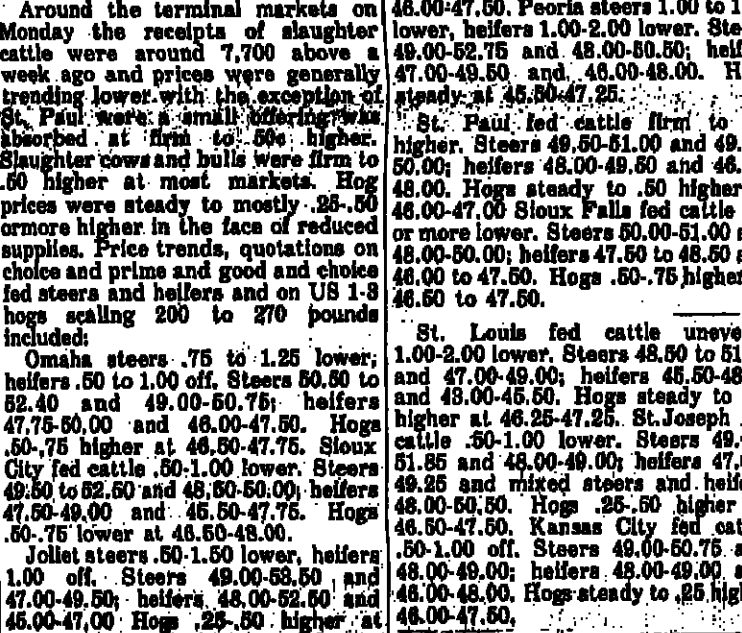 Around the terminal markets on
Monday the receipts of slaughter
cattle were around 7,700 above a
week ago and prices were generally
trending lower with the exception of
St. Paul were a small offering was
absorbed at firm to .50c higher.
Slaughter cows and bulls were firm to
.50 higher at most markets. Hog
prices were steady to mostly .25-.50
ormore higher in the face of reduced
supplies. Price trends, quotations on
choice and prime and good and choice
fed steers and heifers and on US 1-3
hogs scaling 200 to 270 pounds
included:
Omaha steers .75 to 1.25 lower;
heifers .50 to 1.00 off. Steers 50.50 to
52.40 and 49.00-50.75; heifers
47.75-50.00 and 46.00-47.50. Hogs
.50-.75 higher at 46.50-47.75. Sioux
City fed cattle .50-1.00 lower. Steers
49.50 to 52.50 and 48.50-50.00; heifers
47.50-49.00 and 45.50-47.75. Hogs
.50-.75 lower at 46.50-48.00.
Joliet steers .50-1.50 lower, heifers
1.00 off. Steers 49.00-53.50 and
47.00-49.50; heifers 48.00-52.50 and
45.00-47.00 Hogs .25-.50 higher at
46.00-47.50. Peoria steers 1.00 to 1
lower, heifers 1.00-2.00 lower. Ste
49.00-52.75 and 48.00-50.50; heif
47.00-49.50 and 46.00-48.00. H
steady at 45.50-47.25.
St. Paul fed cattle firm to
higher. Steers 49.50-51.00 and 49.
50.00; heifers 48.00-49.50 and 46.
48.00. Hogs steady to .50 higher
46.00-47.00 Sioux Falls fed cattle
or more lower. Steers 50.00-51.00
48.00-50.00; heifers 47.50 to 48.50
46.00 to 47.50. Hogs .50-.75 higher
46.50 to 47.50.
St. Louis fed cattle uneve
1.00-2.00 lower. Steers 48.50 to 51
and 47.00-49.00; heifers 45.50-48
and 43.00-45.50. Hogs steady to
higher at 46.25-47.25. St. Joseph
cattle .50-1.00 lower. Steers 49.
51.85 and 48.00-49.00; heifers 47.
49.25 and mixed steers and heife
48.00-50.50. Hogs .25-.50 higher
46.50-47.50. Kansas City fed cat
.50-1.00 off. Steers 49.00-50.75
48.00-49.00; heifers 48.00-49.00
46.00-48.00. Hogs steady to .25 high
46.00-47.50.